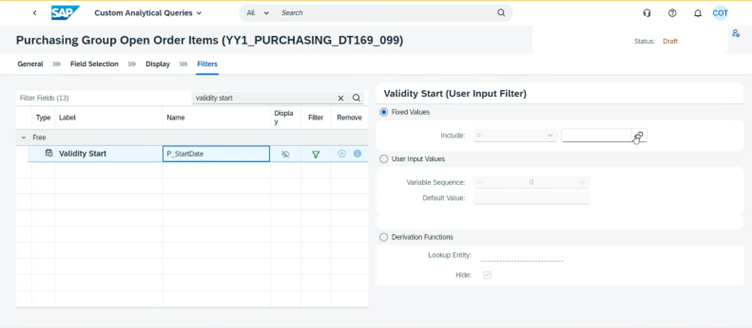 SAP Custom Analytical Queries All Search COT
Purchasing Group Open Order Items (YY1_PURCHASING_DT169_099) Status: Draft
General Field Selection Display Filters
Filter Fields (13) validity start
Type Label Name Displa
y Filter Remove
Free
Validity Start P_StartDate
Validity Start (User Input Filter)
Fixed Values
Include: =
User Input Values
Variable Sequence: 0
Default Value:
Derivation Functions
Lookup Entity:
Hide: